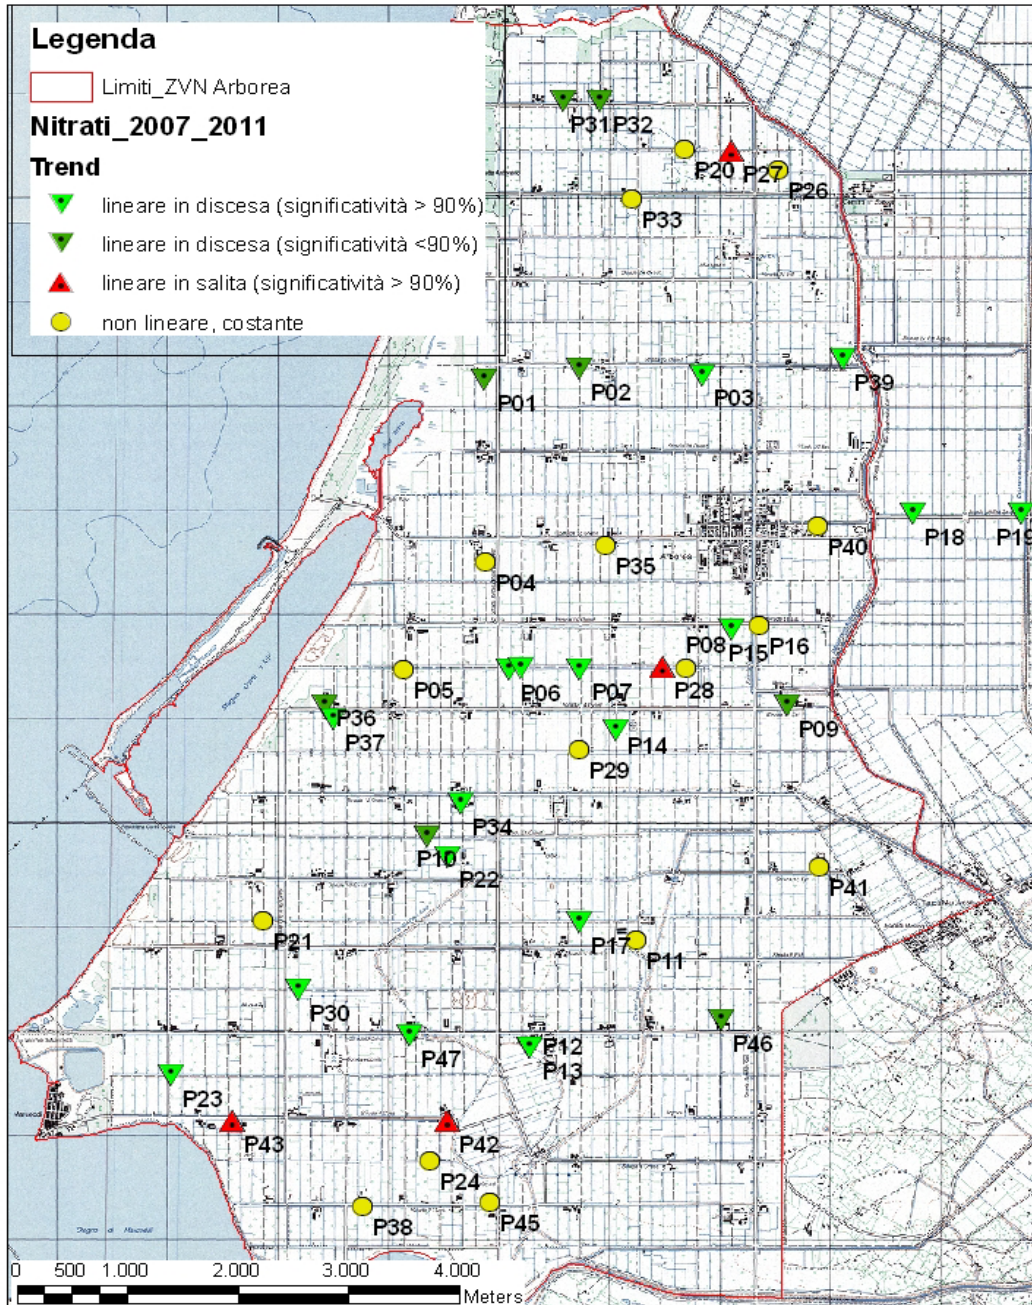 Legenda
Limiti_ZVN Arborea
Nitrati_2007_2011
Trend
lineare in discesa (significatività > 90%)
lineare in discesa (significatività <90%)
lineare in salita (significatività > 90%)
non lineare, costante
P31 P32
P20 P27 P26
P33
P39
P01 P02 P03
P18 P19
P40
P35
Arborea
P04
P08 P15 P16
P05 P06 P07 P28
P36
P37
P09
P14
P29
P34
P10
P22
P41
P21
P17
P11
P30
P46
P47
P12
P13
P23
P43
P42
P24
P38
P45
0 500 1.000 2.000 3.000 4.000
Meters